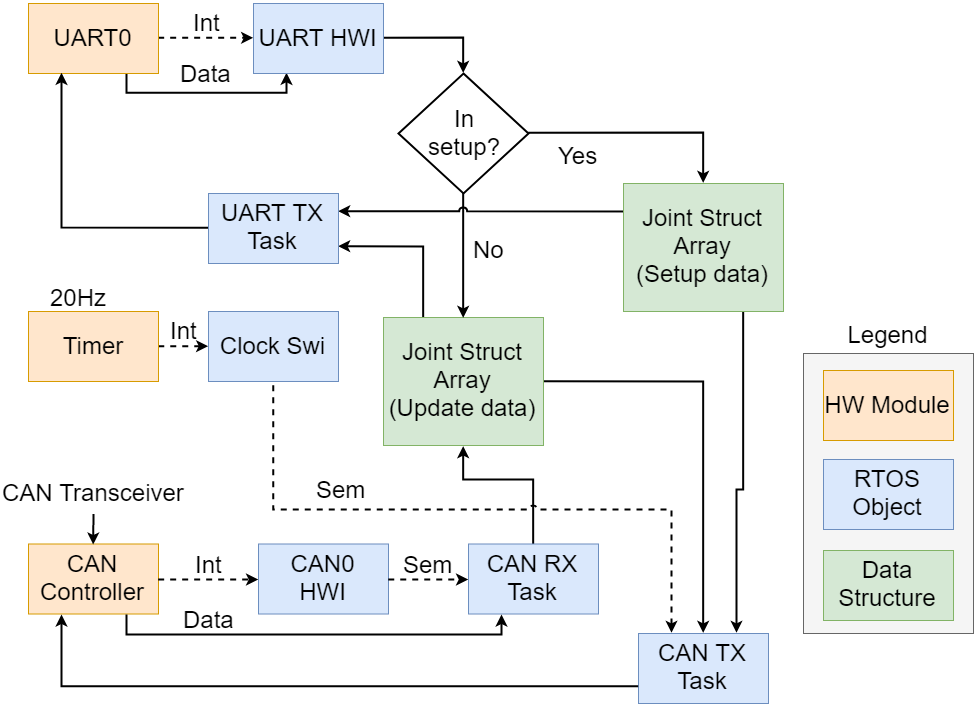 UART0
Int
UART HWI
Data
In
setup?
Yes
UART TX
Task
Joint Struct
Array
(Setup data)
No
20Hz
Timer
Int
Clock Swi
Joint Struct
Array
(Update data)
Legend
HW Module
RTOS
Object
Data
Structure
CAN Transceiver
Sem
CAN
Controller
Int
CAN0
HWI
Sem
CAN RX
Task
Data
CAN TX
Task